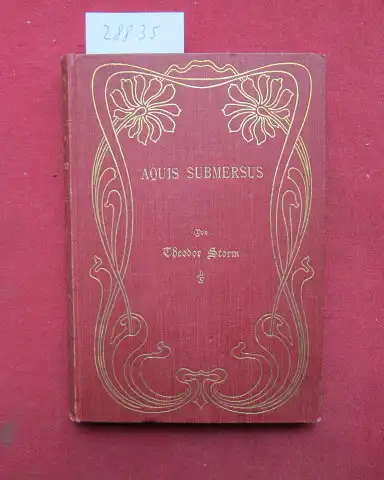 28835
AQUIS SUBMERSUS
Von
Theodor Storm